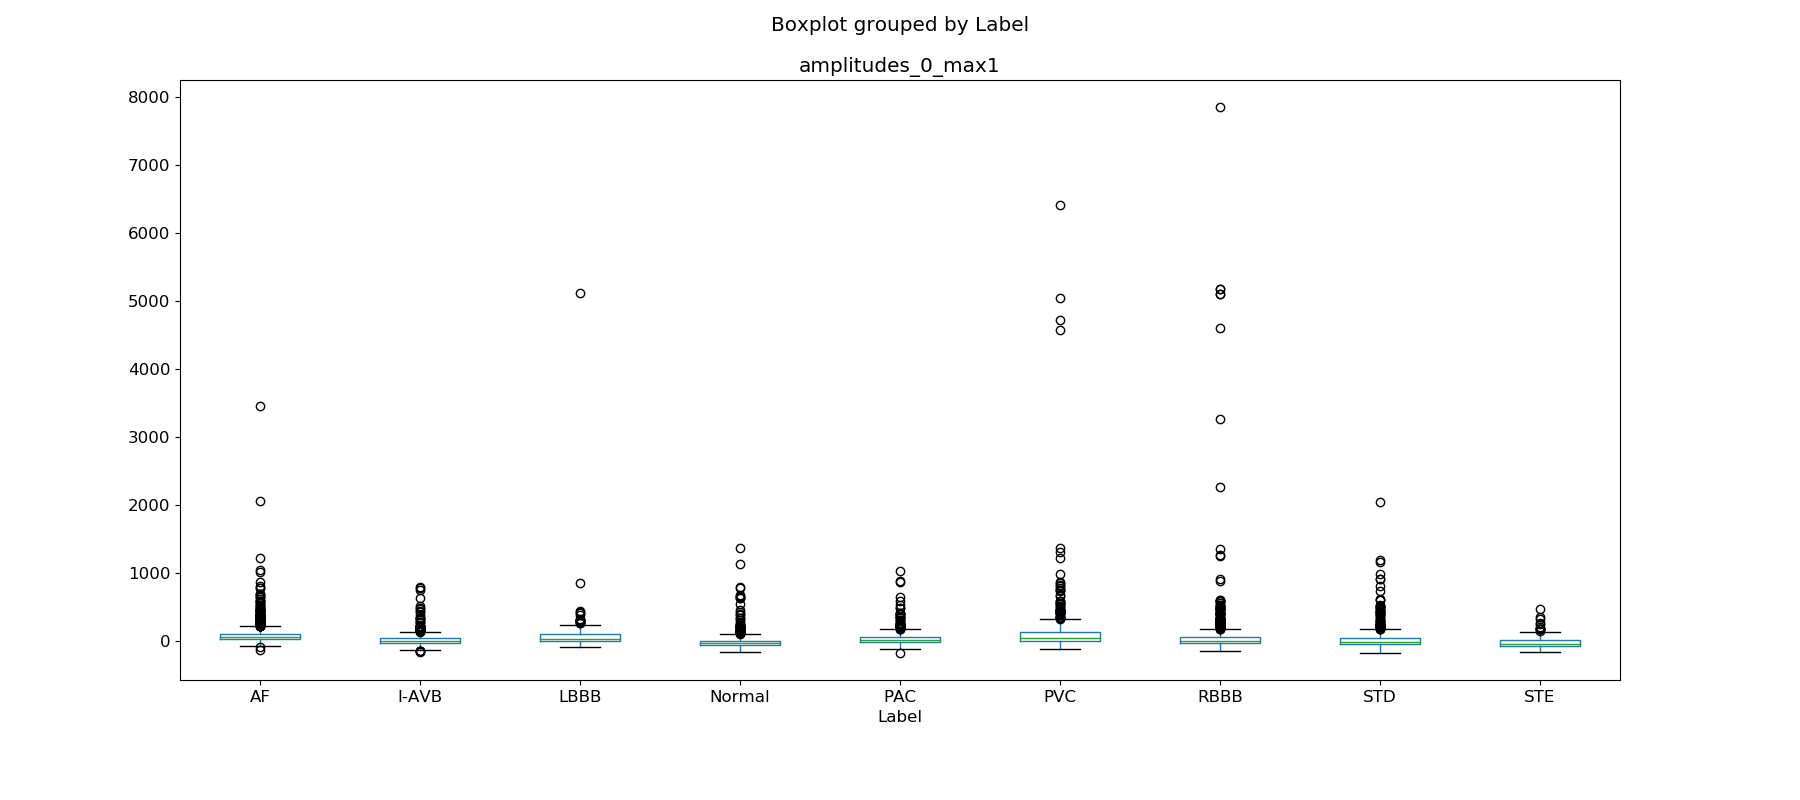 Boxplot grouped by Label
amplitudes_0_max1
8000
7000
6000
5000
4000
3000
2000
1000
0
AF I-AVB LBBB Normal PAC PVC RBBB STD STE
Label